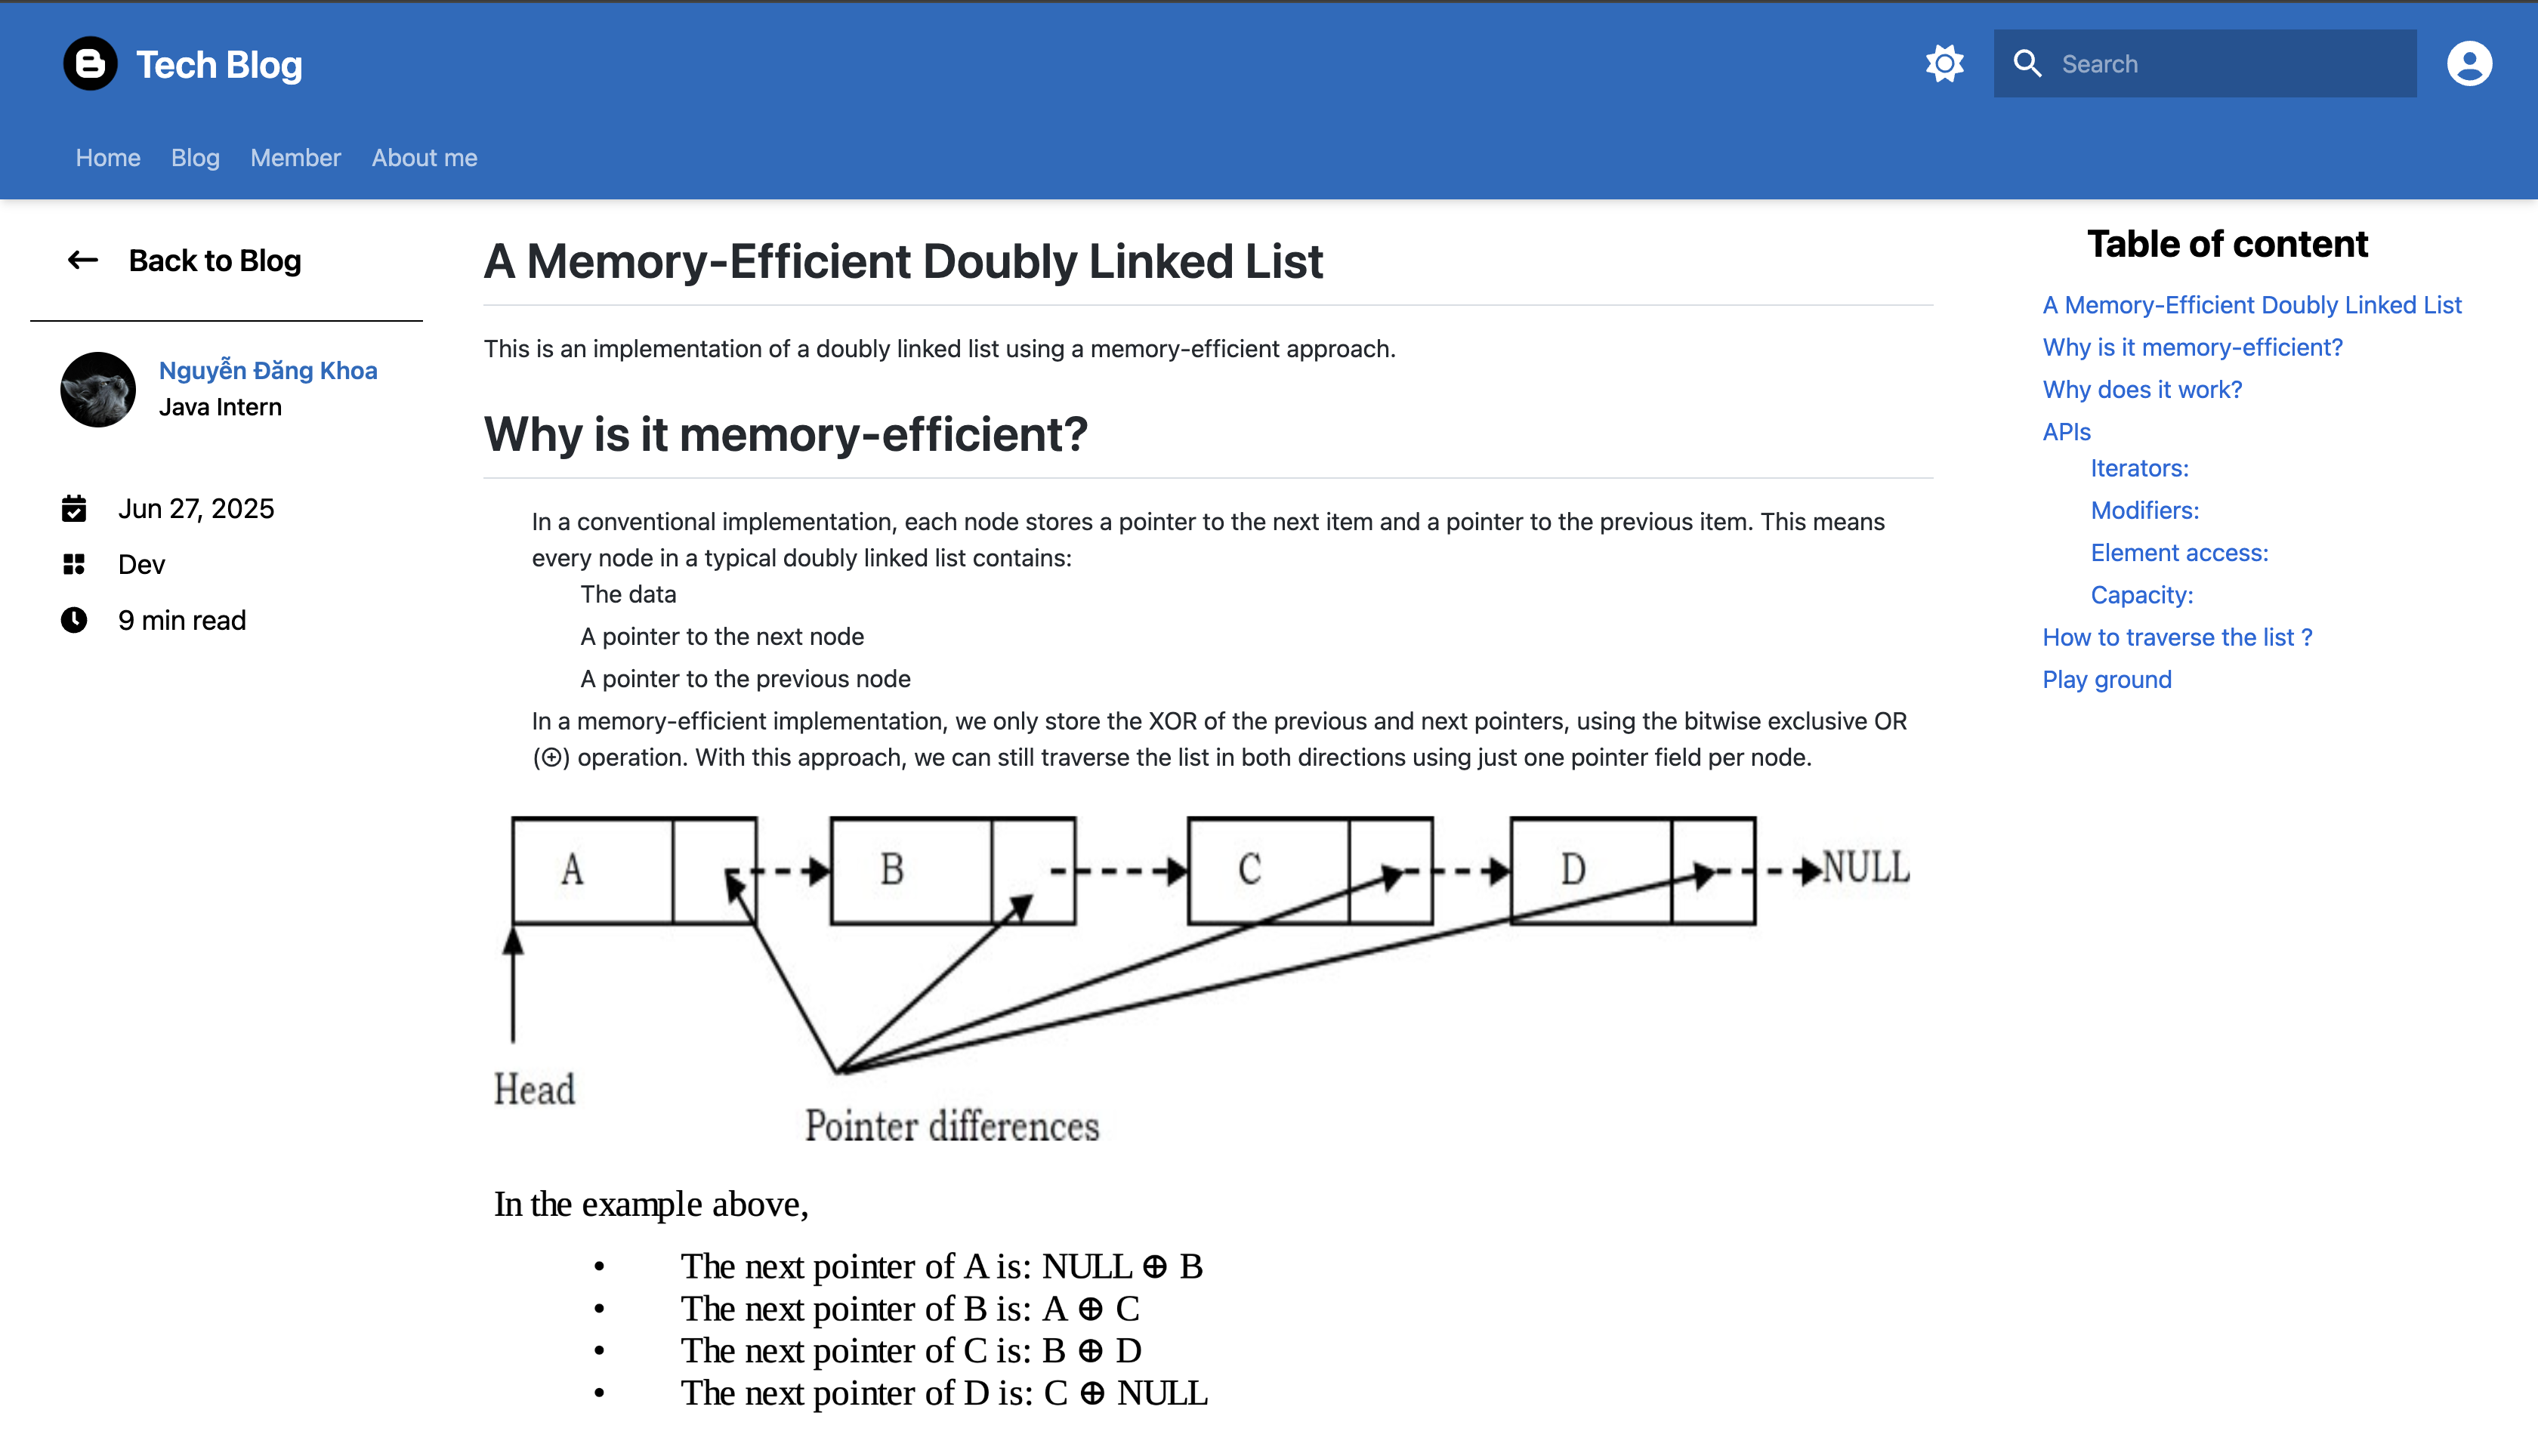 Tech Blog
Search
Home Blog Member About me
Back to Blog
Nguyễn Đăng Khoa
Java Intern
Jun 27, 2025
Dev
9 min read
A Memory-Efficient Doubly Linked List
This is an implementation of a doubly linked list using a memory-efficient approach.
Why is it memory-efficient?
In a conventional implementation, each node stores a pointer to the next item and a pointer to the previous item. This means
every node in a typical doubly linked list contains:
The data
A pointer to the next node
A pointer to the previous node
In a memory-efficient implementation, we only store the XOR of the previous and next pointers, using the bitwise exclusive OR
(⊕) operation. With this approach, we can still traverse the list in both directions using just one pointer field per node.
A B C D NULL
Head
Pointer differences
In the example above,
• The next pointer of A is: NULL ⊕ B
• The next pointer of B is: A ⊕ C
• The next pointer of C is: B ⊕ D
• The next pointer of D is: C ⊕ NULL
Table of content
A Memory-Efficient Doubly Linked List
Why is it memory-efficient?
Why does it work?
APIs
Iterators:
Modifiers:
Element access:
Capacity:
How to traverse the list ?
Play ground